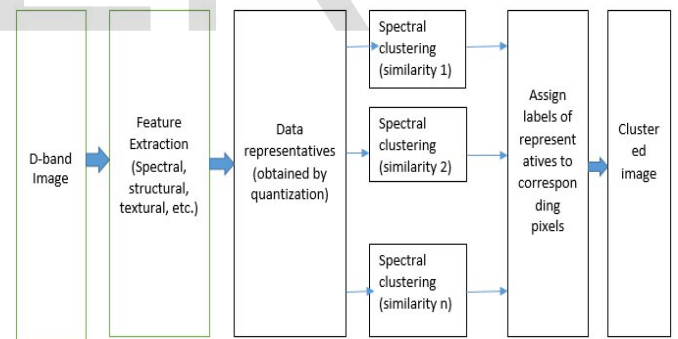 D-band
Image
Feature
Extraction
(Spectral,
structural,
textural, etc.)
Data
representatives
(obtained by
quantization)
Spectral
clustering
(similarity 1)
Spectral
clustering
(similarity 2)
Spectral
clustering
(similarity n)
Assign
labels of
represent
atives to
correspon
ding
pixels
Cluster
ed
image